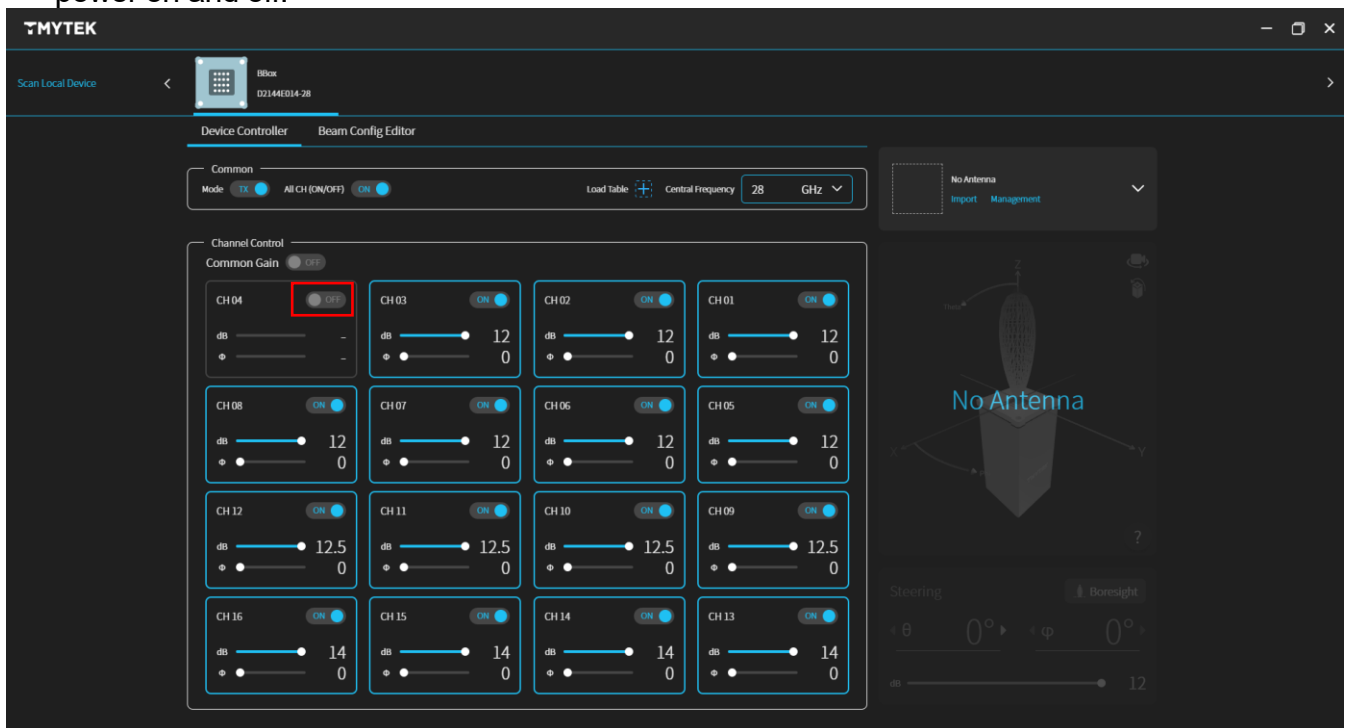 power on and off.
TMYTEK
Scan Local Device
BBox
D2144E014-28
Device Controller Beam Config Editor
Common
Mode TX All CH (ON/OFF) ON Load Table Central Frequency 28 GHz
No Antenna
Import Management
Channel Control
Common Gain OFF
CH 04 OFF CH 03 ON CH 02 ON CH 01 ON
dB - dB 12 dB 12 dB 12
Φ - Φ 0 Φ 0 Φ 0
CH 08 ON CH 07 ON CH 06 ON CH 05 ON
dB 12 dB 12 dB 12 dB 12
Φ 0 Φ 0 Φ 0 Φ 0
CH 12 ON CH 11 ON CH 10 ON CH 09 ON
dB 12.5 dB 12.5 dB 12.5 dB 12.5
Φ 0 Φ 0 Φ 0 Φ 0
CH 16 ON CH 15 ON CH 14 ON CH 13 ON
dB 14 dB 14 dB 14 dB 14
Φ 0 Φ 0 Φ 0 Φ 0
Z
No Antenna
X Y
?
Steering Boresight
θ 0° φ 0°
dB 12